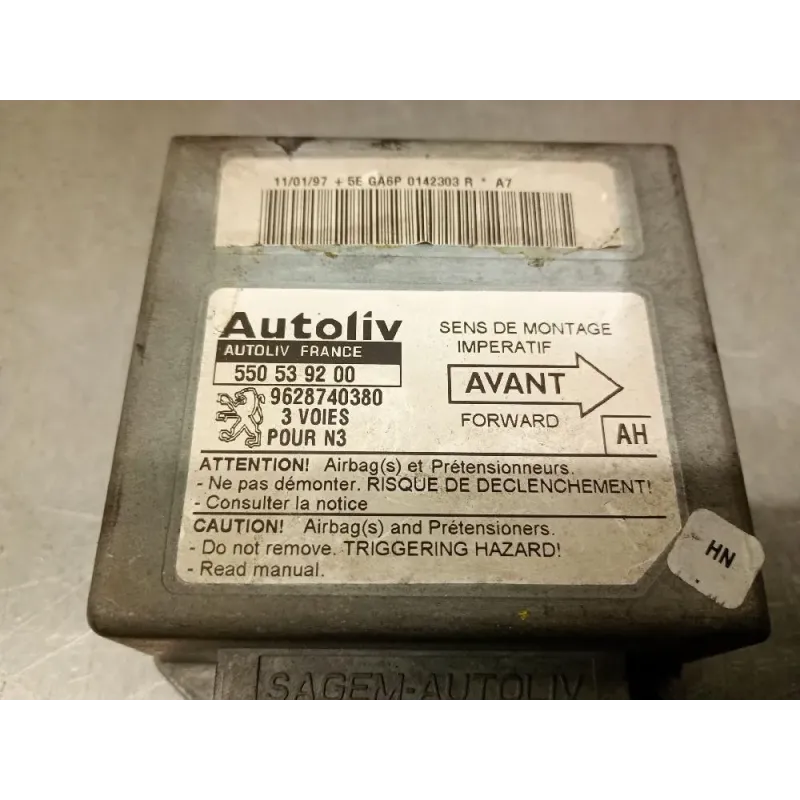 11/01/97 + 5E GA6P 0142303 R * A7
Autoliv
AUTOLIV FRANCE
550 53 92 00
9628740380
3 VOIES
POUR N3
SENS DE MONTAGE
IMPERATIF
AVANT
FORWARD
AH
ATTENTION! Airbag(s) et Prétensionneurs.
- Ne pas démonter. RISQUE DE DECLENCHEMENT!
- Consulter la notice
CAUTION! Airbag(s) and Prétensioners.
- Do not remove. TRIGGERING HAZARD!
- Read manual.
HN
SAGEM-AUTOLIV